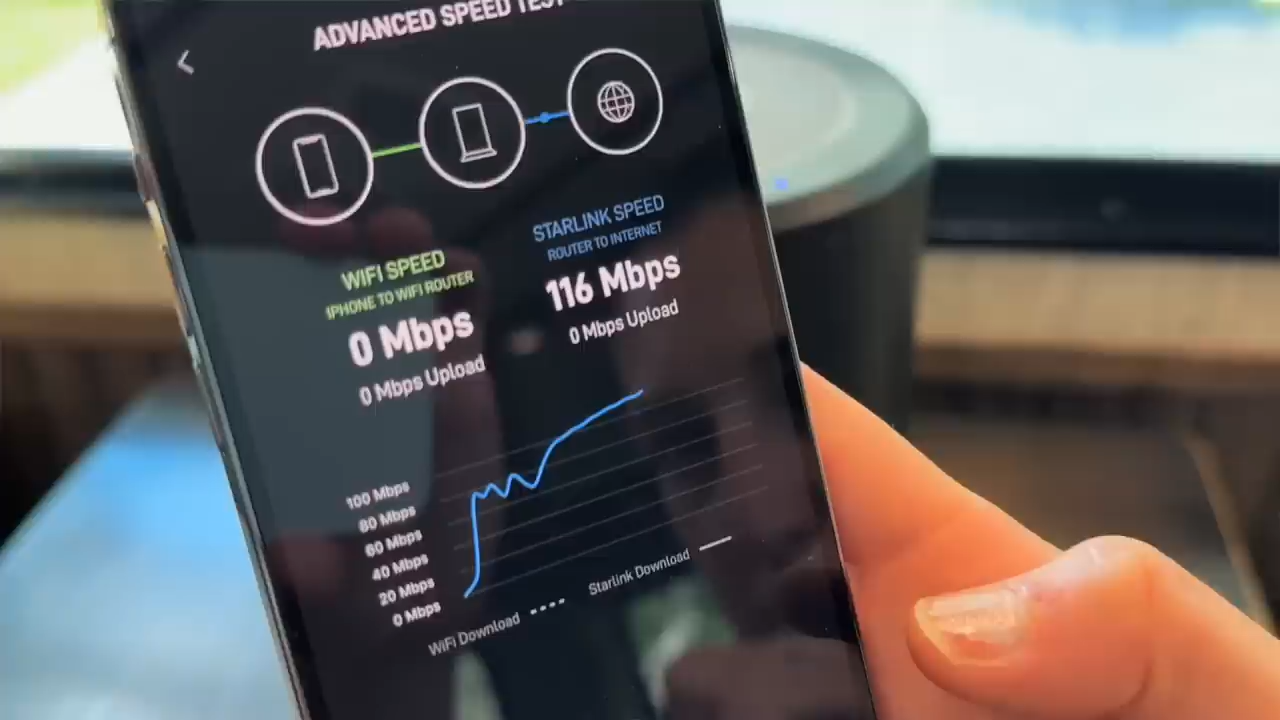 ADVANCED SPEED TEST
WIFI SPEED
IPHONE TO WIFI ROUTER
0 Mbps
0 Mbps Upload
STARLINK SPEED
ROUTER TO INTERNET
116 Mbps
0 Mbps Upload
100 Mbps
80 Mbps
60 Mbps
40 Mbps
20 Mbps
0 Mbps
WiFi Download
Starlink Download